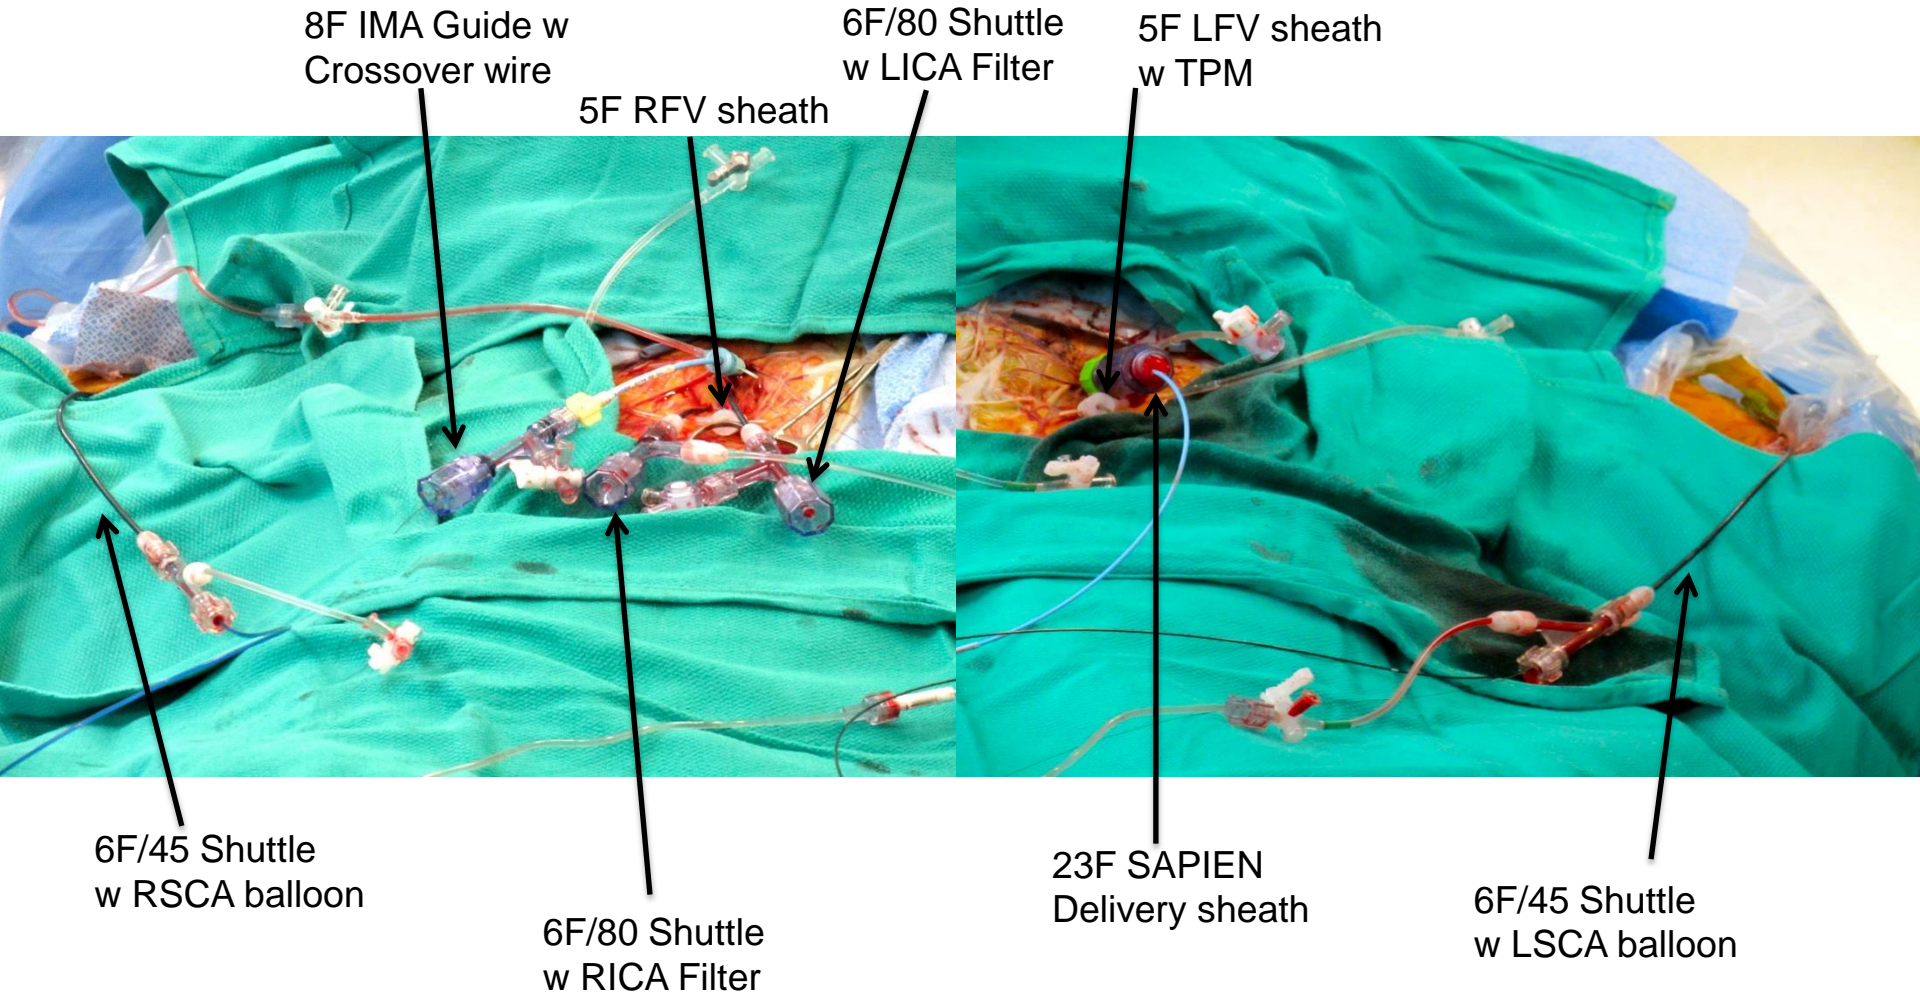 8F IMA Guide w
Crossover wire
5F RFV sheath
6F/80 Shuttle
w LICA Filter
5F LFV sheath
w TPM
6F/45 Shuttle
w RSCA balloon
6F/80 Shuttle
w RICA Filter
23F SAPIEN
Delivery sheath
6F/45 Shuttle
w LSCA balloon